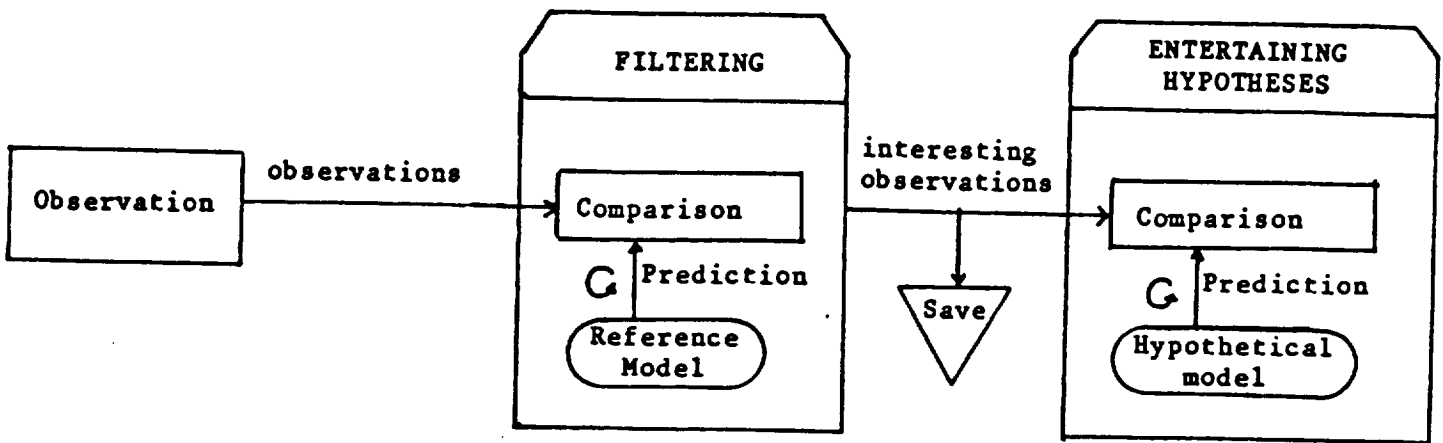 FILTERING
ENTERTAINING
HYPOTHESES
Observation
observations
Comparison
Prediction
Reference
Model
interesting
observations
Save
Comparison
Prediction
Hypothetical
model